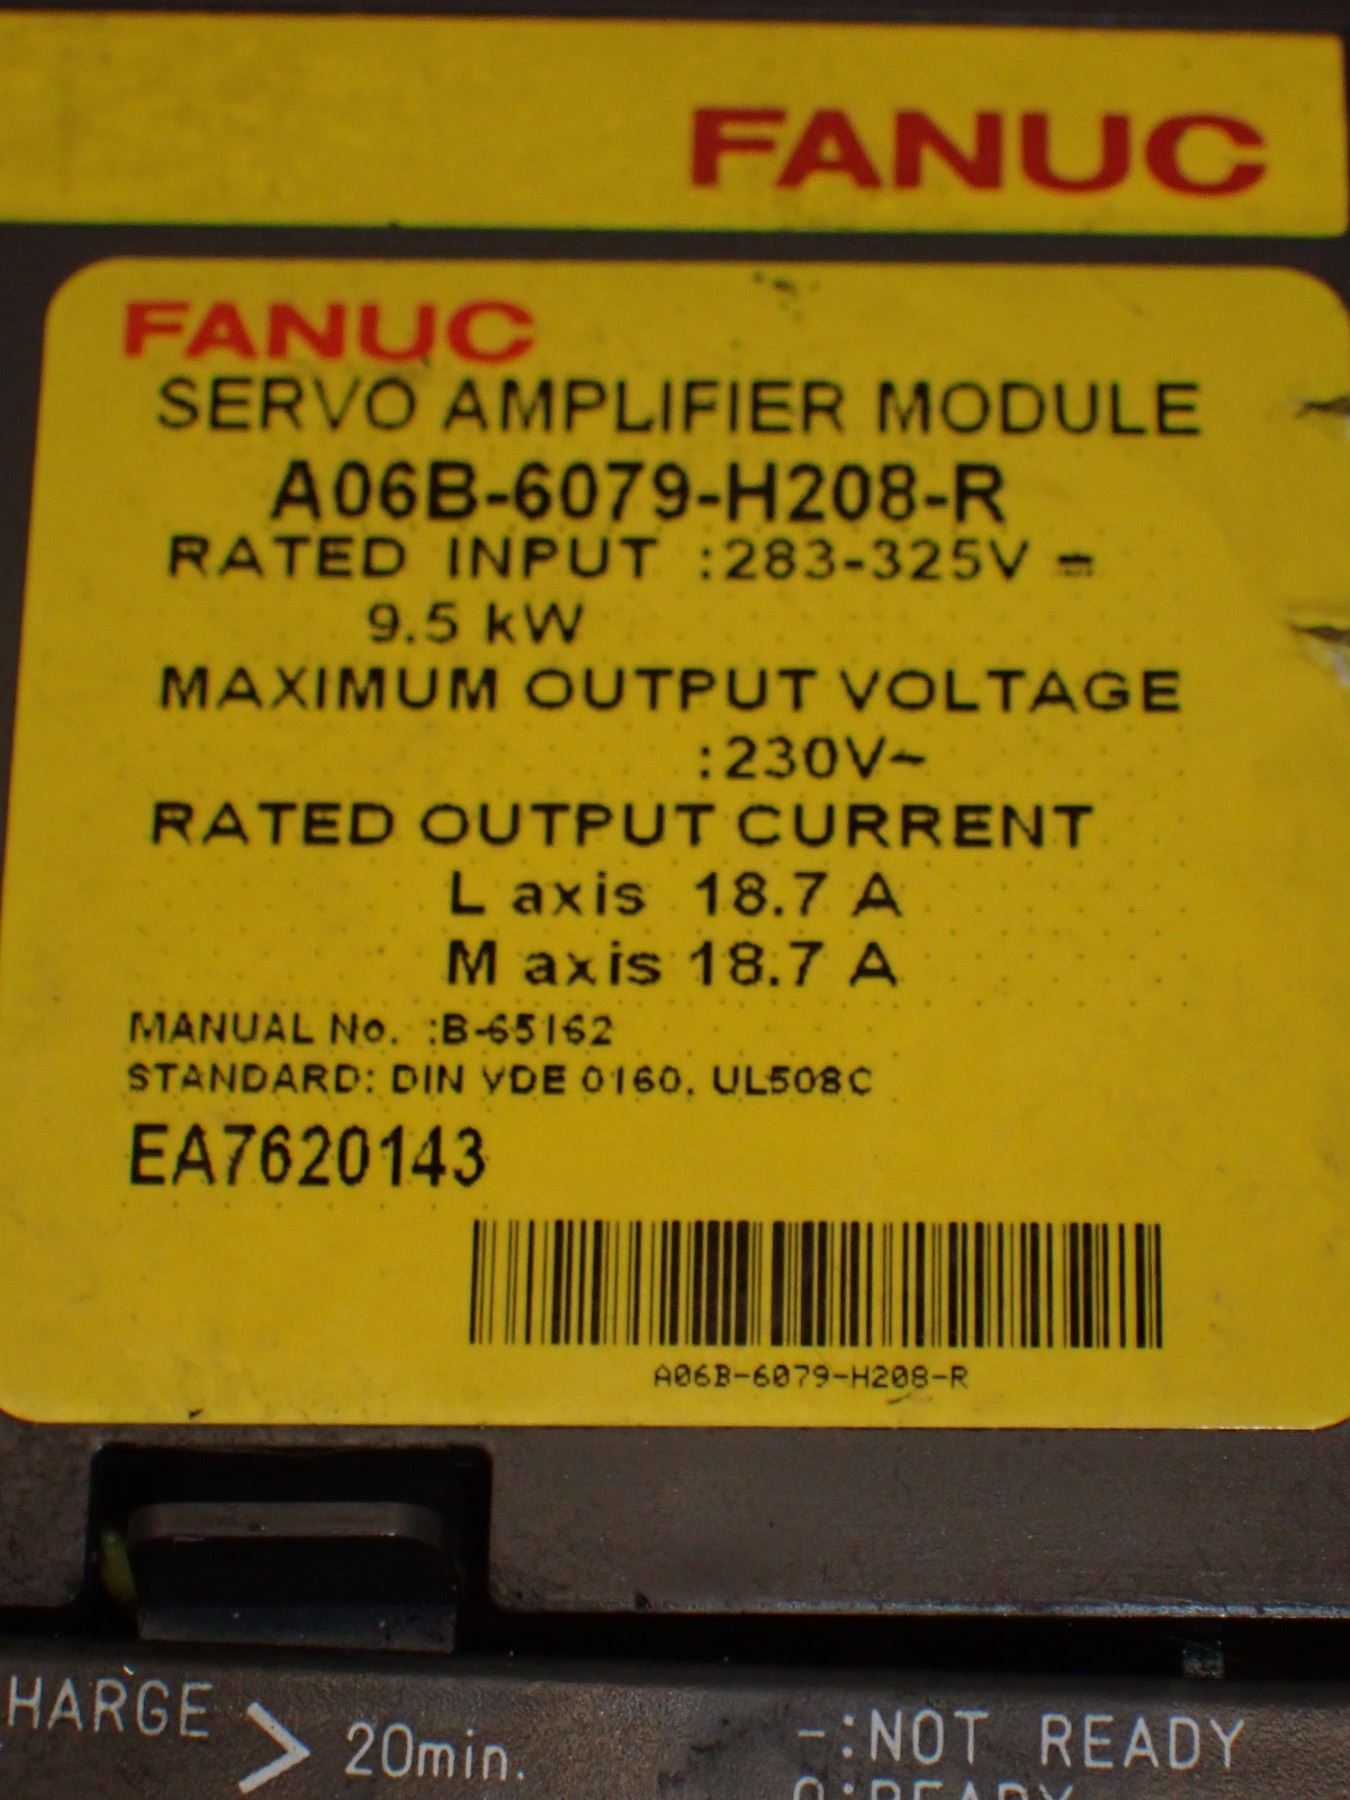 FANUC
FANUC
SERVO AMPLIFIER MODULE
A06B-6079-H208-R
RATED INPUT :283-325V ⎓
9.5 kW
MAXIMUM OUTPUT VOLTAGE
:230V~
RATED OUTPUT CURRENT
L axis 18.7 A
M axis 18.7 A
MANUAL No. :B-65162
STANDARD: DIN VDE 0160, UL508C
EA7620143
A06B-6079-H208-R
HARGE > 20min. -:NOT READY
0:READY